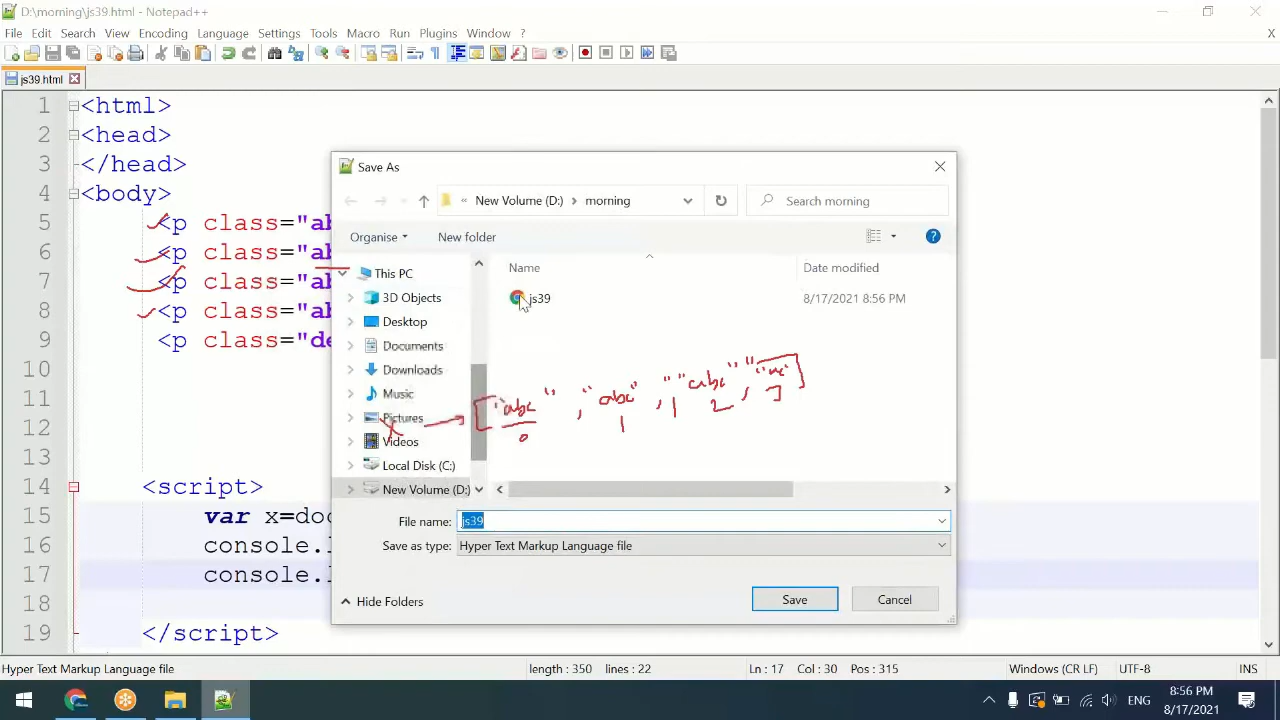 D:\morning\js39.html - Notepad++
File Edit Search View Encoding Language Settings Tools Macro Run Plugins Window ? X
js39.html
1 <html>
2 <head>
3 </head>
4 <body>
5 <p class="ab
6 <p class="ab
7 <p class="ab
8 <p class="ab
9 <p class="de
10
11
12
13
14 <script>
15 var x=doc
16 console.l
17 console.l
18
19 </script>
Save As
« New Volume (D:) › morning
Search morning
Organise New folder
Name Date modified
This PC
3D Objects
Desktop
Documents
Downloads
Music
Pictures
Videos
Local Disk (C:)
New Volume (D:)
js39 8/17/2021 8:56 PM
x → ["abc", "abc", "abc",
0 1 2 3
File name: js39
Save as type: Hyper Text Markup Language file
Hide Folders Save Cancel
Hyper Text Markup Language file length : 350 lines : 22 Ln : 17 Col : 30 Pos : 315 Windows (CR LF) UTF-8 INS
ENG 8:56 PM
8/17/2021